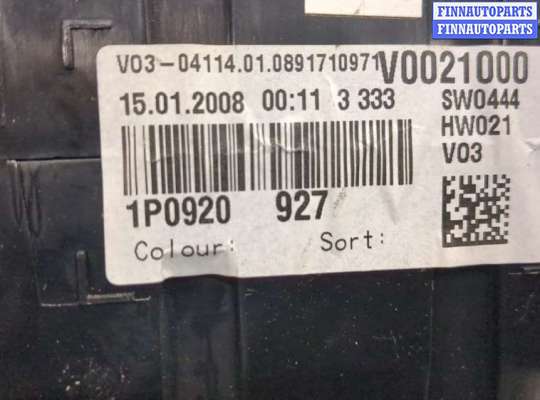 FINNAUTOPARTS
FINNAUTOPARTS
FINNAUTOPARTS
V03-04114.01.0891710971 V0021000
15.01.2008 00:11 3 333 SW0444
HW021
V03
1P0920 927
Colour: Sort: